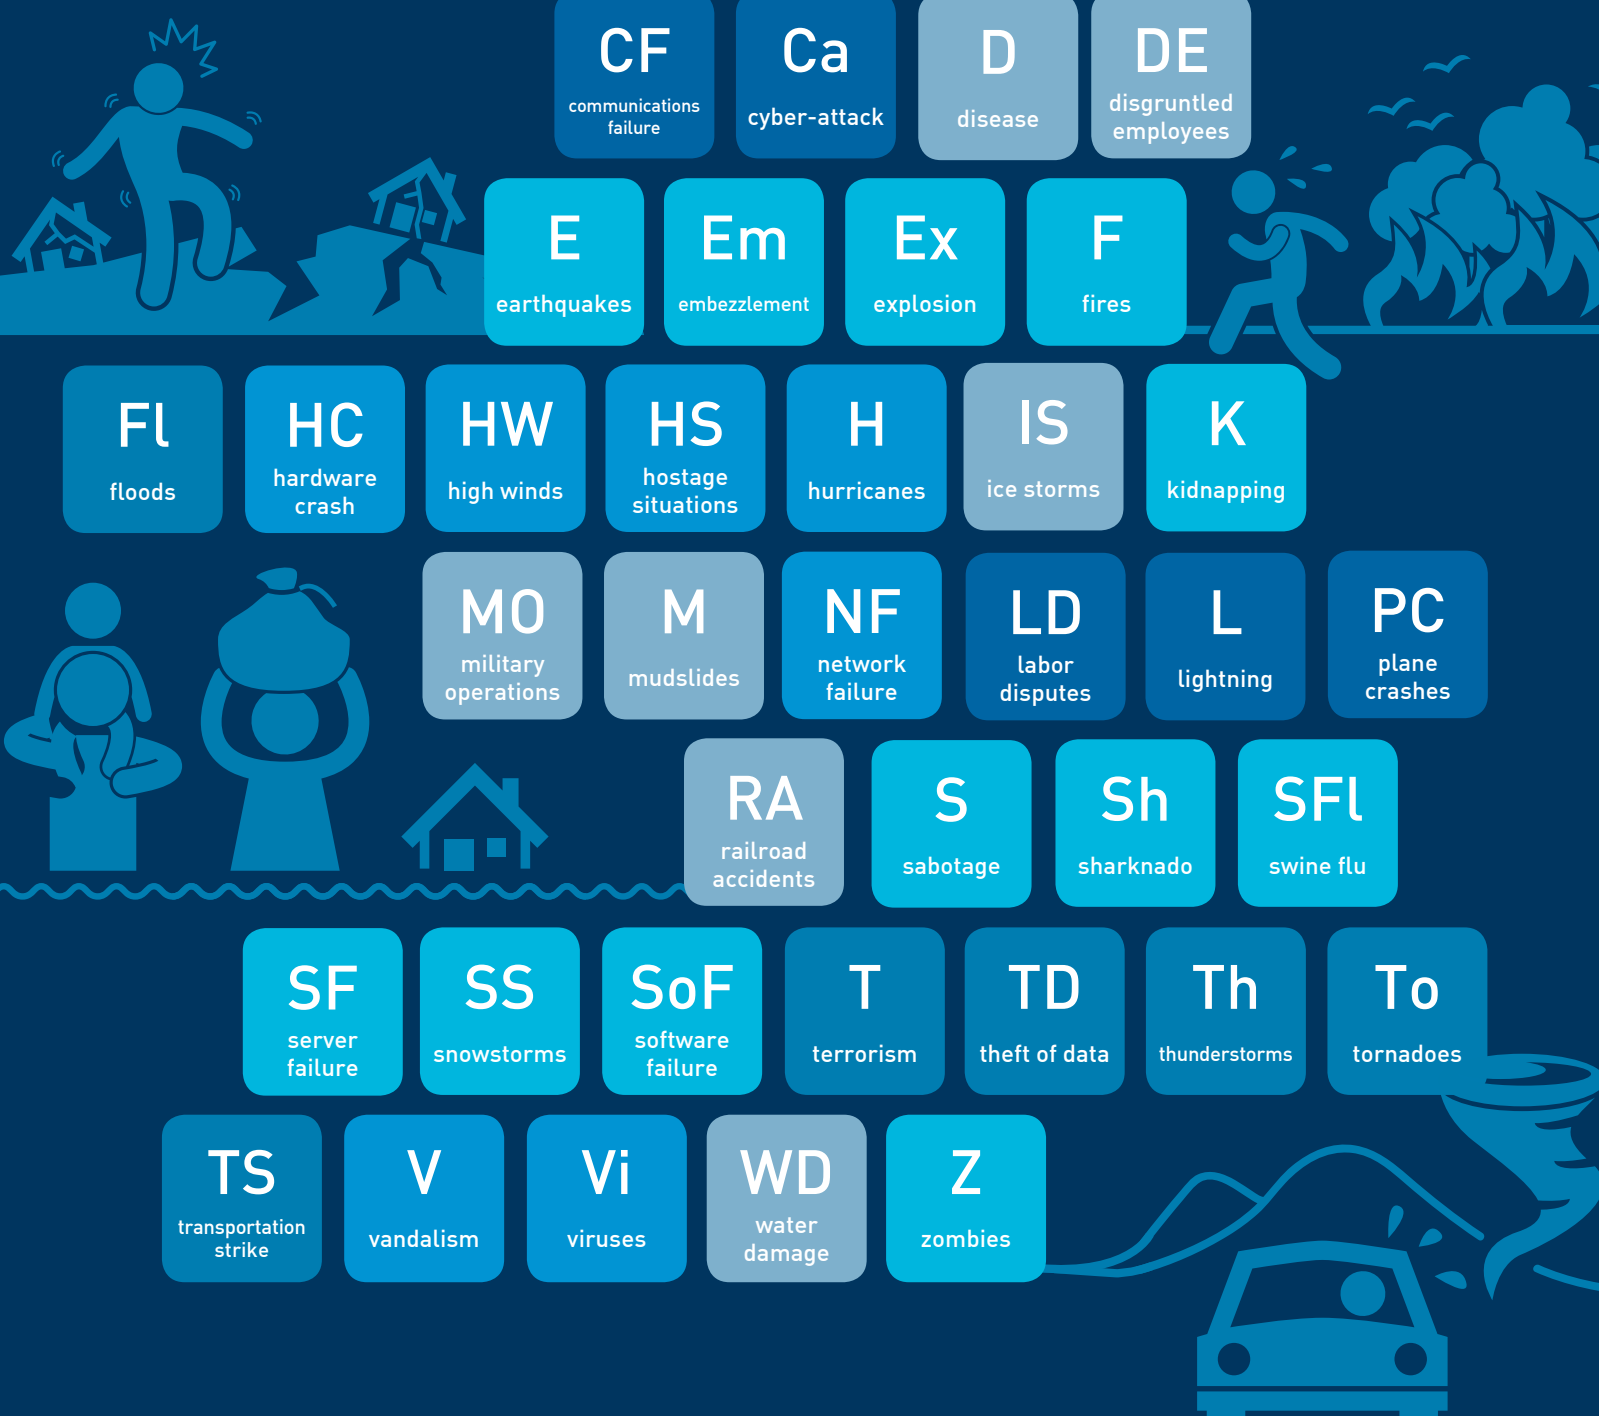 CF
communications
failure
Ca
cyber-attack
D
disease
DE
disgruntled
employees
E
earthquakes
Em
embezzlement
Ex
explosion
F
fires
Fl
floods
HC
hardware
crash
HW
high winds
HS
hostage
situations
H
hurricanes
IS
ice storms
K
kidnapping
MO
military
operations
M
mudslides
NF
network
failure
LD
labor
disputes
L
lightning
PC
plane
crashes
RA
railroad
accidents
S
sabotage
Sh
sharknado
SFl
swine flu
SF
server
failure
SS
snowstorms
SoF
software
failure
T
terrorism
TD
theft of data
Th
thunderstorms
To
tornadoes
TS
transportation
strike
V
vandalism
Vi
viruses
WD
water
damage
Z
zombies